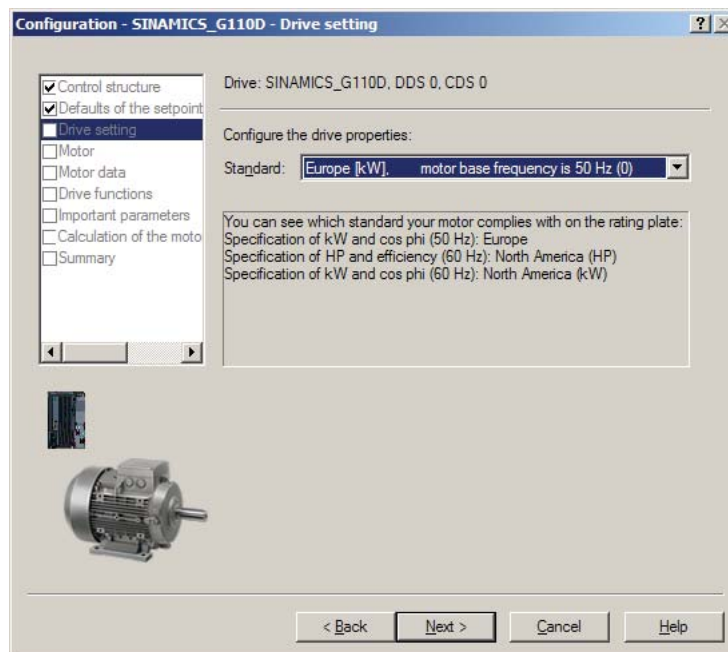 Configuration - SINAMICS_G110D - Drive setting
Control structure
Defaults of the setpoint
Drive setting
Motor
Motor data
Drive functions
Important parameters
Calculation of the moto
Summary
Drive: SINAMICS_G110D, DDS 0, CDS 0
Configure the drive properties:
Standard: Europe [kW], motor base frequency is 50 Hz (0)
You can see which standard your motor complies with on the rating plate:
Specification of kW and cos phi (50 Hz): Europe
Specification of HP and efficiency (60 Hz): North America (HP)
Specification of kW and cos phi (60 Hz): North America (kW)
< Back Next > Cancel Help